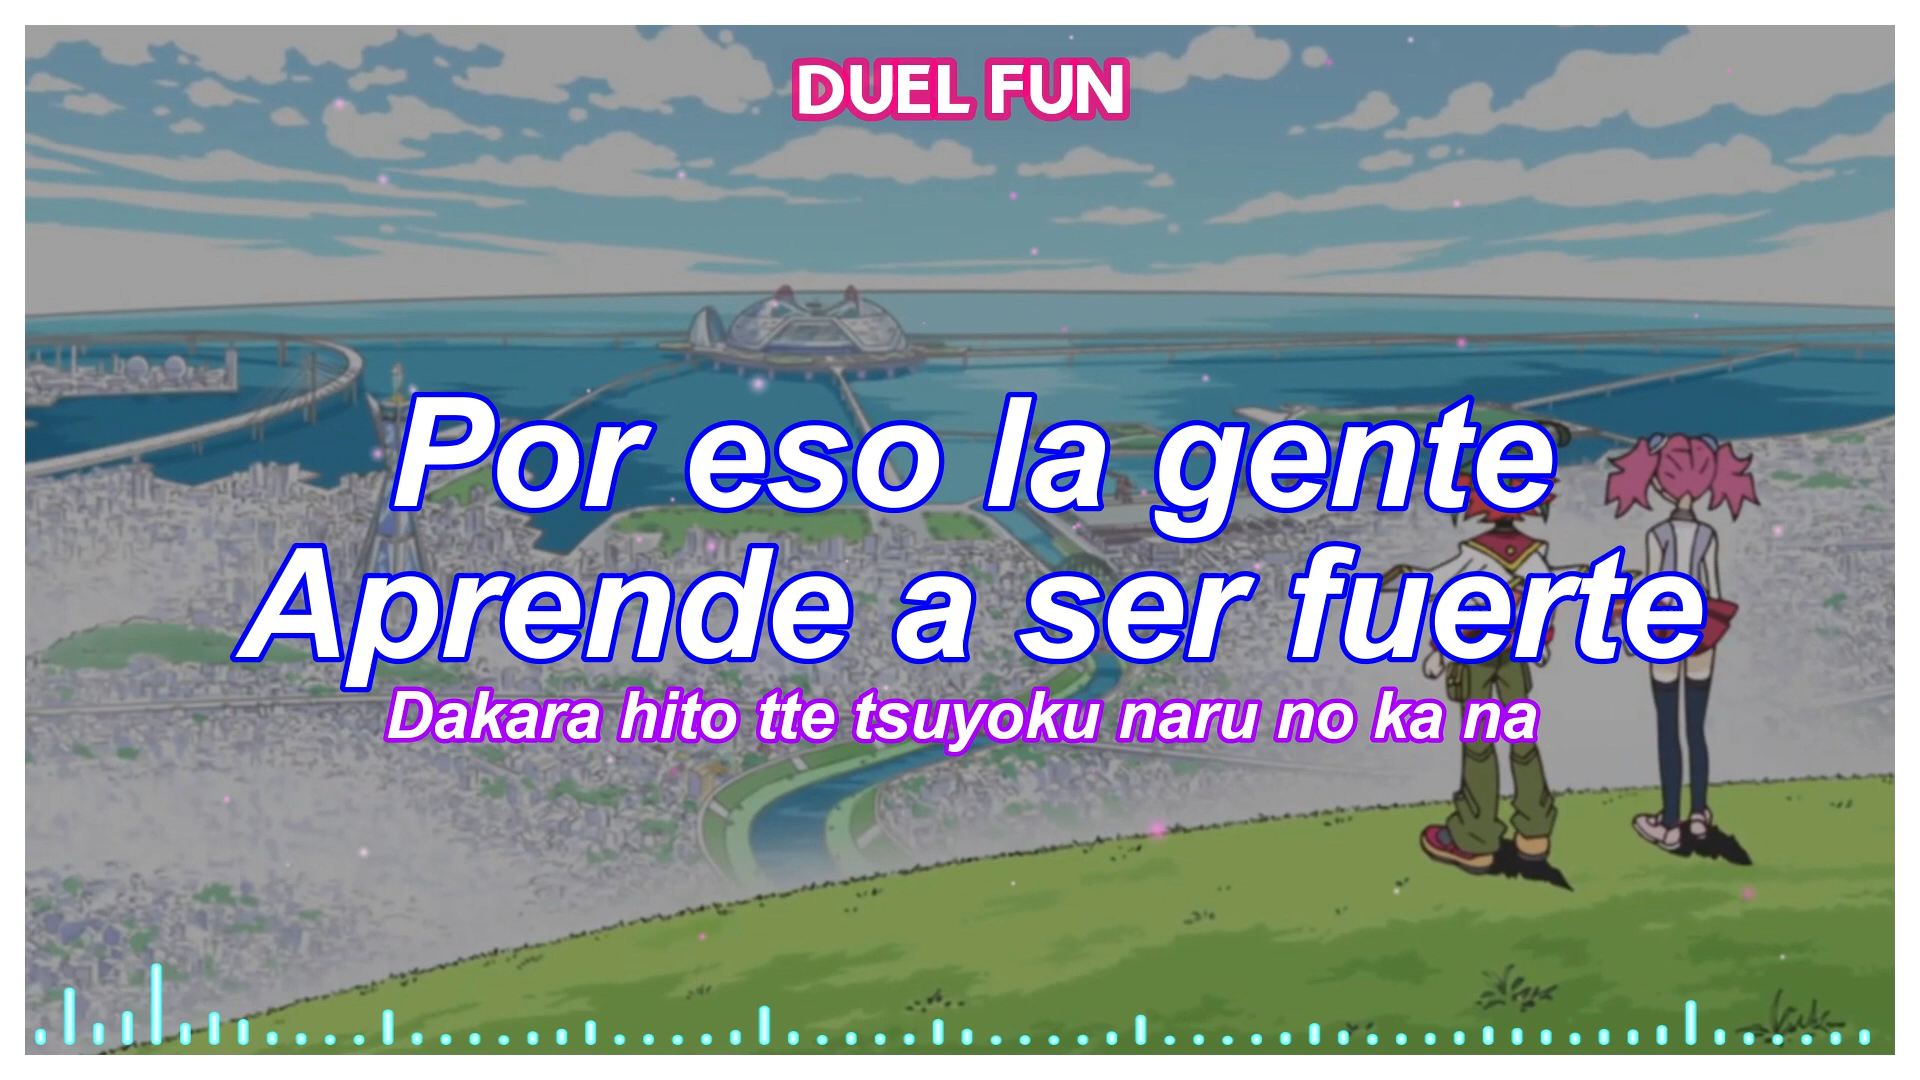 DUEL FUN
Por eso la gente
Aprende a ser fuerte
Dakara hito tte tsuyoku naru no ka na